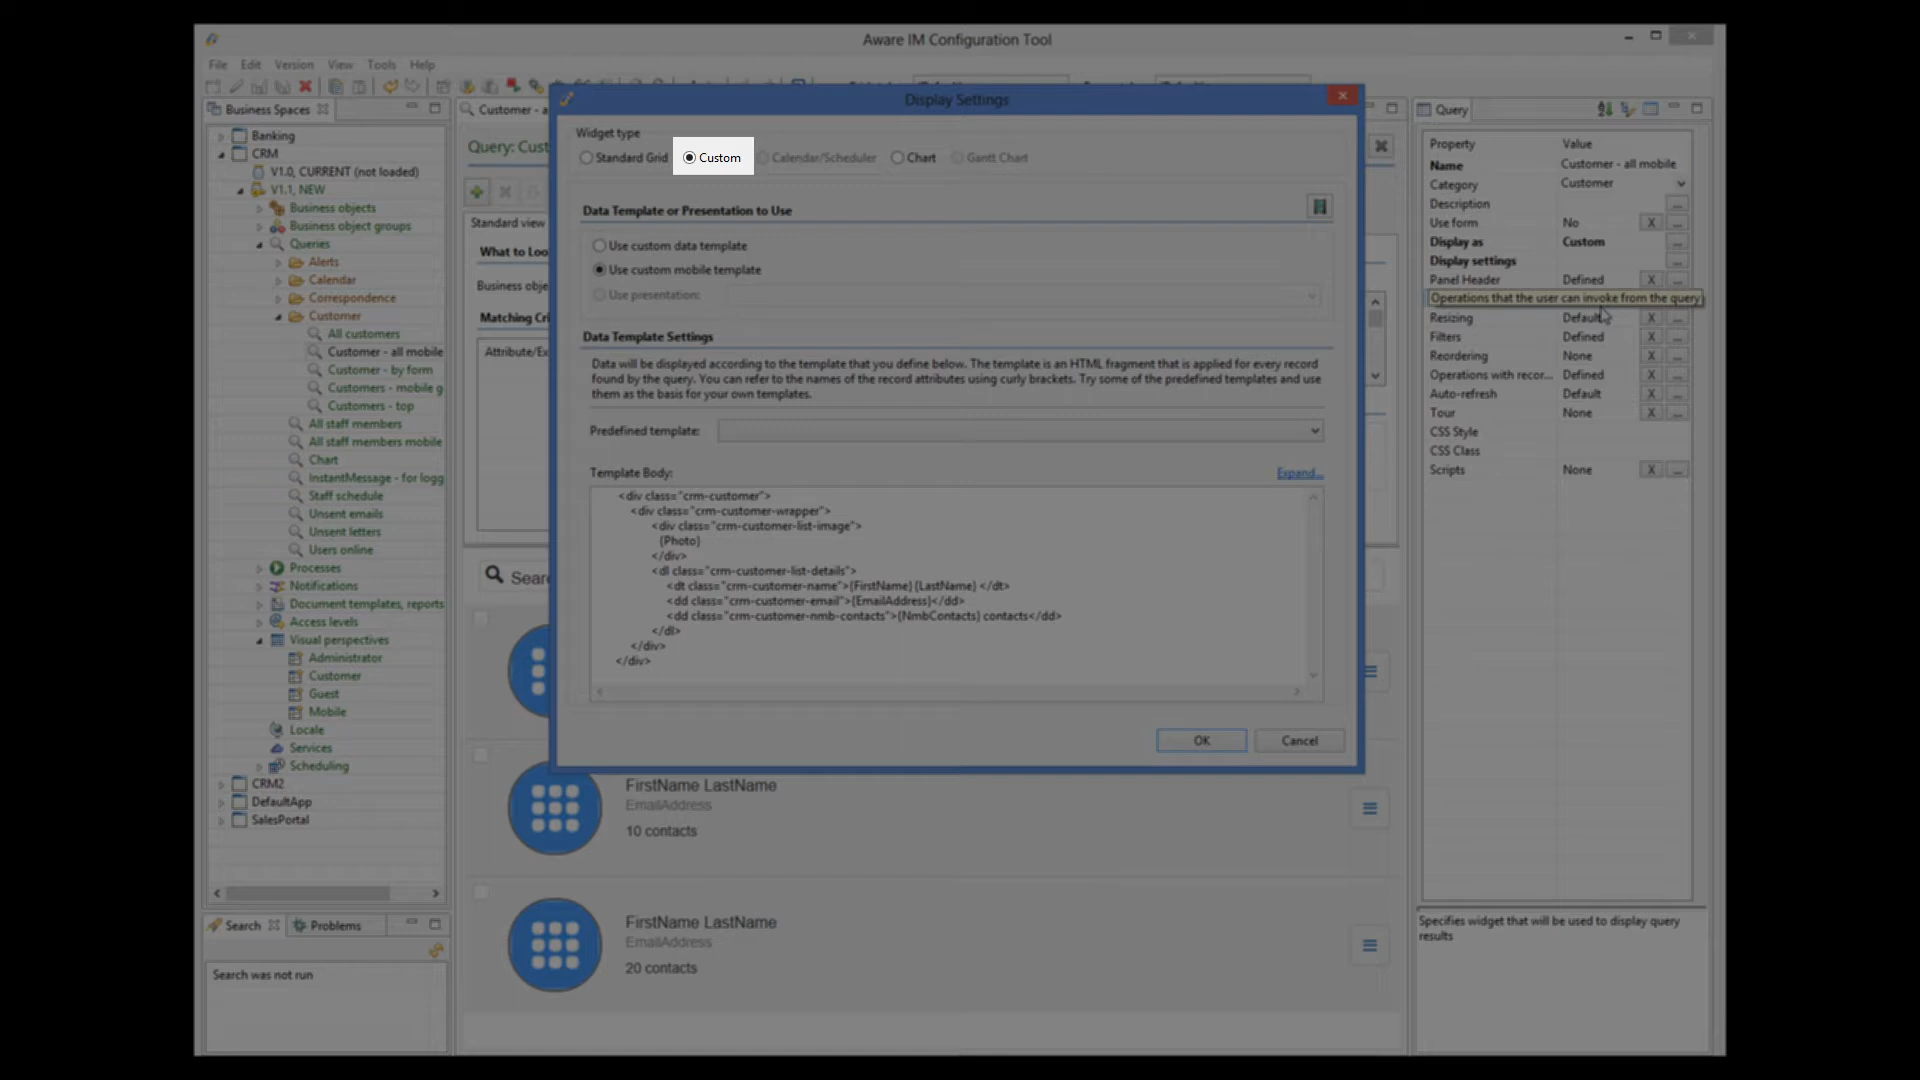 Aware IM Configuration Tool
File Edit Version View Tools Help
Business Spaces
Banking
CRM
V1.0, CURRENT (not loaded)
V1.1, NEW
Business objects
Business object groups
Queries
Alerts
Calendar
Correspondence
Customer
All customers
Customer - all mobile
Customer - by form
Customers - mobile g
Customers - top
All staff members
All staff members mobile
Chart
InstantMessage - for logg
Staff schedule
Unsent emails
Unsent letters
Users online
Processes
Notifications
Document templates, reports
Access levels
Visual perspectives
Administrator
Customer
Guest
Mobile
Locale
Services
Scheduling
CRM2
DefaultApp
SalesPortal
Search
Problems
Search was not run
Customer - a
Query: Cust
Standard view
What to Loo
Business obje
Matching Cri
Attribute/Ex
Sear
Display Settings
Widget type
Standard Grid
Custom
Calendar/Scheduler
Chart
Gantt Chart
Data Template or Presentation to Use
Use custom data template
Use custom mobile template
Use presentation:
Data Template Settings
Data will be displayed according to the template that you define below. The template is an HTML fragment that is applied for every record
found by the query. You can refer to the names of the record attributes using curly brackets. Try some of the predefined templates and use
them as the basis for your own templates.
Predefined template:
Template Body:
Expand...
<div class="crm-customer">
<div class="crm-customer-wrapper">
<div class="crm-customer-list-image">
{Photo}
</div>
<dl class="crm-customer-list-details">
<dt class="crm-customer-name">{FirstName} {LastName} </dt>
<dd class="crm-customer-email">{EmailAddress}</dd>
<dd class="crm-customer-nmb-contacts">{NmbContacts} contacts</dd>
</dl>
</div>
</div>
OK
Cancel
FirstName LastName
EmailAddress
10 contacts
FirstName LastName
EmailAddress
20 contacts
Query
Property Value
Name Customer - all mobile
Category Customer
Description ...
Use form No X ...
Display as Custom ...
Display settings ...
Panel Header Defined X ...
Operations that the user can invoke from the query
Resizing Default X ...
Filters Defined X ...
Reordering None X ...
Operations with recor... Defined X ...
Auto-refresh Default X ...
Tour None X ...
CSS Style
CSS Class
Scripts None X ...
Specifies widget that will be used to display query
results